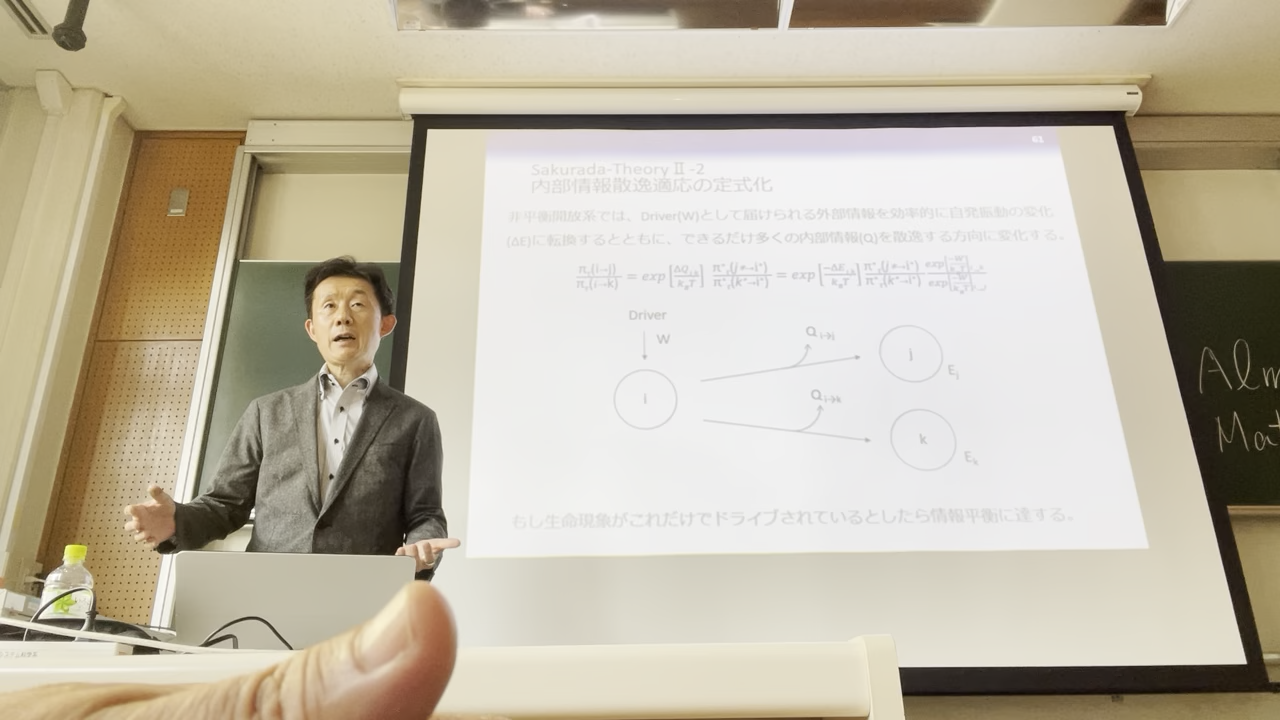 61
Sakurada-Theory Ⅱ-2
内部情報散逸適応の定式化
非平衡開放系では、Driver(W)として届けられる外部情報を効率的に自発振動の変化
(ΔE)に転換するとともに、できるだけ多くの内部情報(Q)を散逸する方向に変化する。
Driver
W
i
Q i→j
j
E j
Q i→k
k
E k
もし生命現象がこれだけでドライブされているとしたら情報平衡に達する。
Alm
Mat